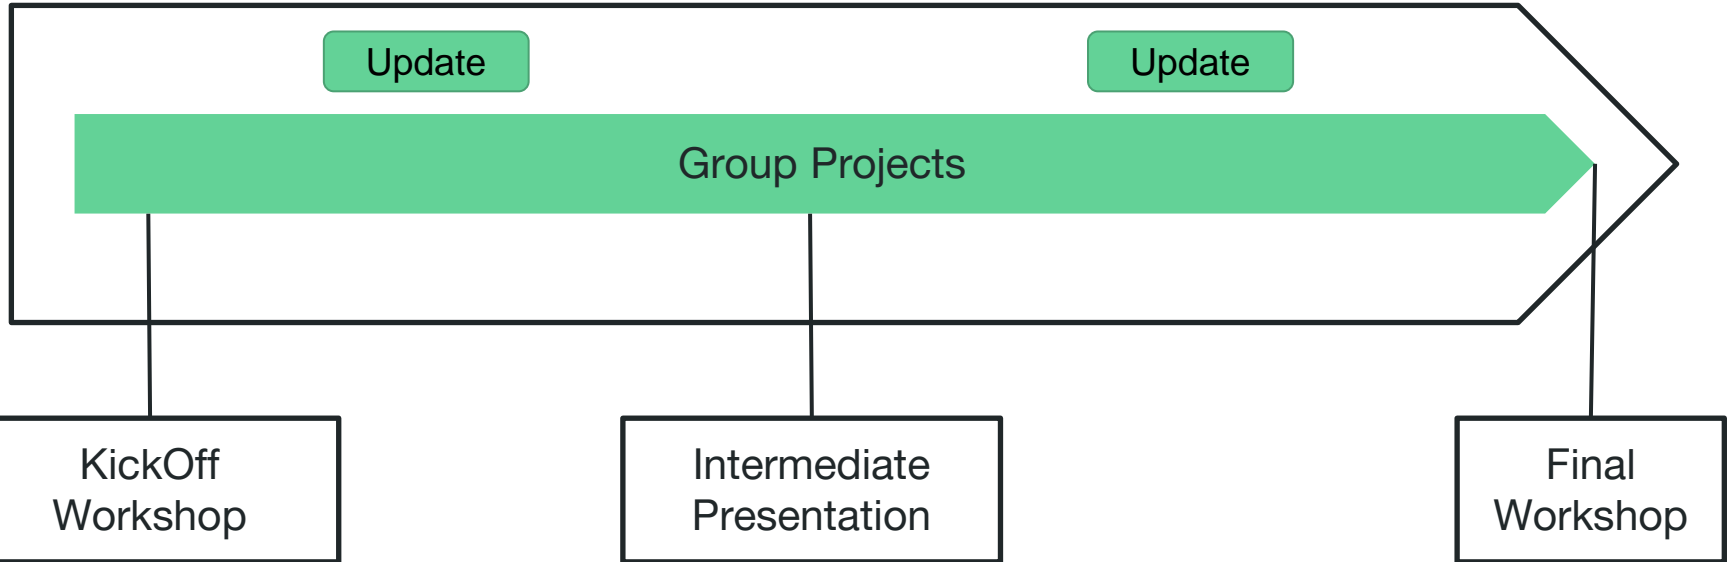 Update
Update
Group Projects
KickOff
Workshop
Intermediate
Presentation
Final
Workshop